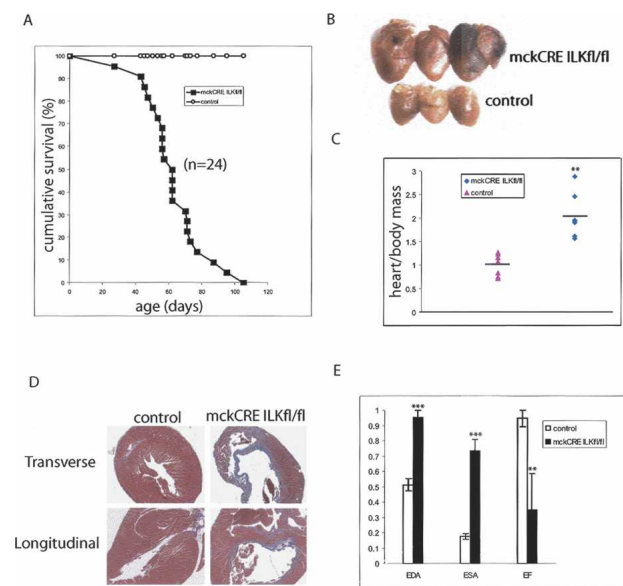 A
100
90
80
70
60
50
40
30
20
10
0
0 20 40 60 80 100 120
cumulative survival (%)
age (days)
mckCRE ILKfl/fl
control
(n=24)
B
mckCRE ILKfl/fl
control
C
3
2.5
2
1.5
1
0.5
0
heart/body mass
mckCRE ILKfl/fl
control
**
D
control mckCRE ILKfl/fl
Transverse
Longitudinal
E
1
0.9
0.8
0.7
0.6
0.5
0.4
0.3
0.2
0.1
0
*** *** **
control
mckCRE ILKfl/fl
EDA ESA EF